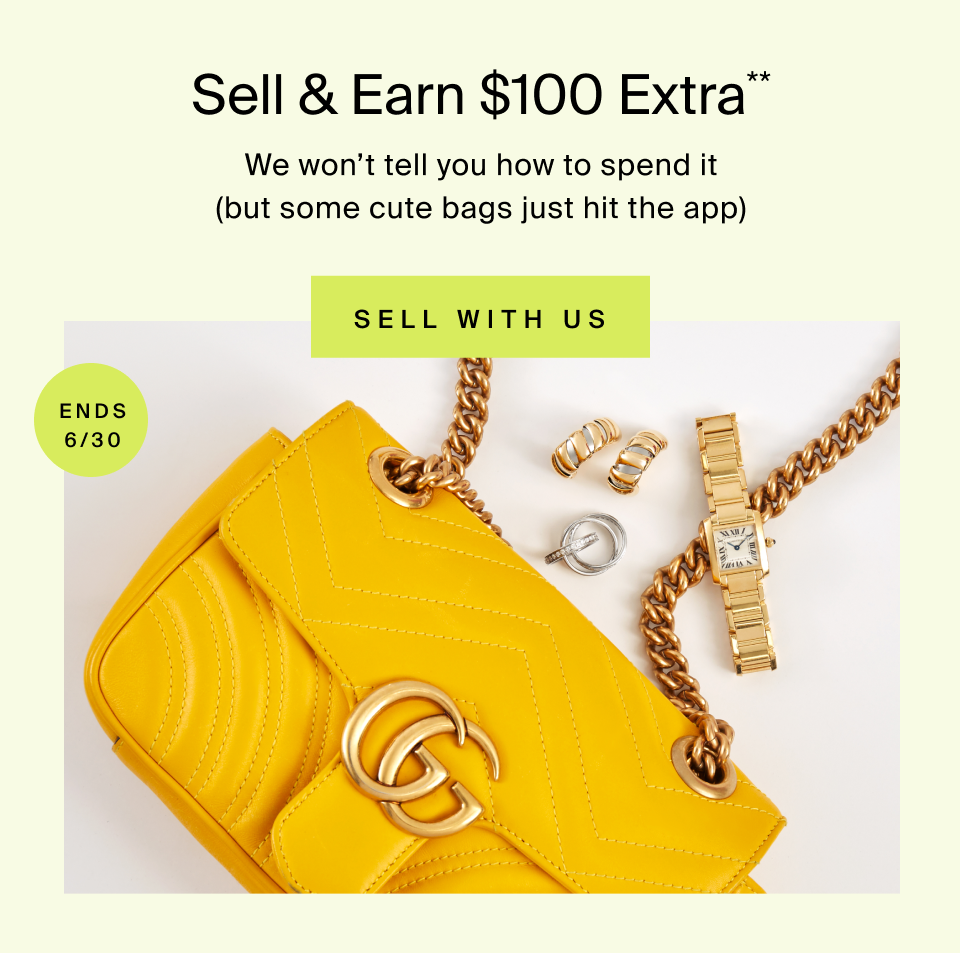 Sell & Earn $100 Extra**
We won’t tell you how to spend it
(but some cute bags just hit the app)
SELL WITH US
ENDS
6/30